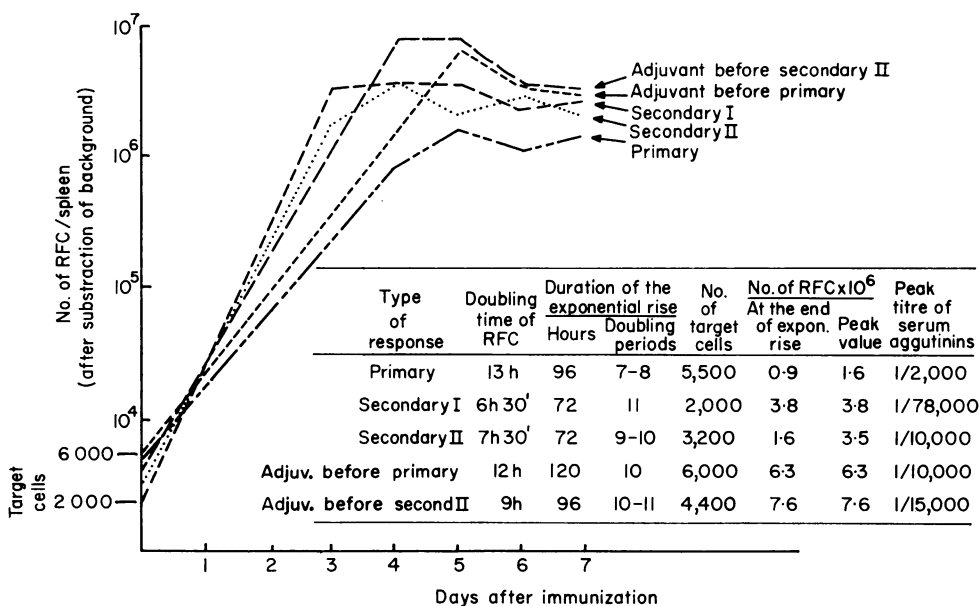 10⁷
10⁶
10⁵
10⁴
6 000
2 000
No. of RFC/spleen
(after substraction of background)
Target
cells
Adjuvant before secondary II
Adjuvant before primary
Secondary I
Secondary II
Primary
Type of response | Doubling time of RFC | Duration of the exponential rise: Hours | Doubling periods | No. of target cells | No. of RFC×10⁶: At the end of expon. rise | Peak value | Peak titre of serum aggutinins
Primary 13 h 96 7–8 5,500 0·9 1·6 1/2,000
Secondary I 6h 30' 72 11 2,000 3·8 3·8 1/78,000
Secondary II 7h 30' 72 9–10 3,200 1·6 3·5 1/10,000
Adjuv. before primary 12h 120 10 6,000 6·3 6·3 1/10,000
Adjuv. before second II 9h 96 10–11 4,400 7·6 7·6 1/15,000
1 2 3 4 5 6 7
Days after immunization